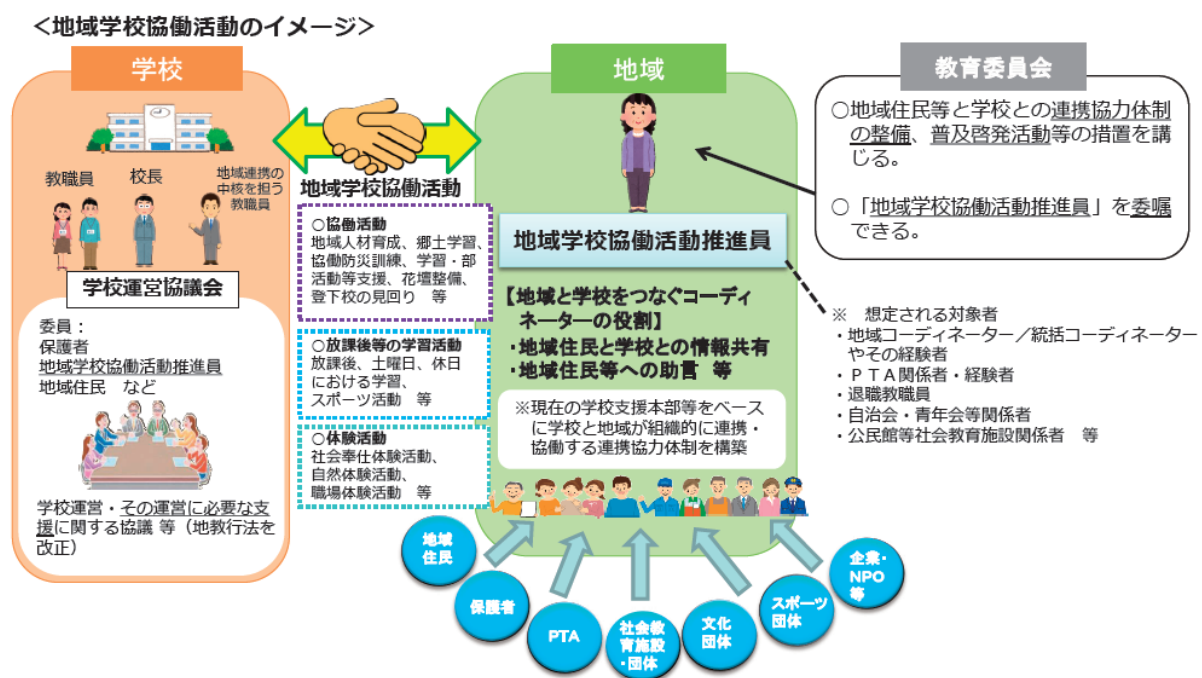 ＜地域学校協働活動のイメージ＞
学校
教職員
校長
地域連携の
中核を担う
教職員
学校運営協議会
委員：
保護者
地域学校協働活動推進員
地域住民　など
学校運営・その運営に必要な支
援に関する協議 等（地教行法を
改正）
地域学校協働活動
○協働活動
地域人材育成、郷土学習、
協働防災訓練、学習・部
活動等支援、花壇整備、
登下校の見回り　等
○放課後等の学習活動
放課後、土曜日、休日
における学習、
スポーツ活動　等
○体験活動
社会奉仕体験活動、
自然体験活動、
職場体験活動　等
地域
地域学校協働活動推進員
【地域と学校をつなぐコーディ
ネーターの役割】
・地域住民と学校との情報共有
・地域住民等への助言　等
※現在の学校支援本部等をベース
に学校と地域が組織的に連携・
協働する連携協力体制を構築
地域
住民
保護者
PTA
社会教
育施設
・団体
文化
団体
スポーツ
団体
企業・
NPO
等
教育委員会
○地域住民等と学校との連携協力体制
の整備、普及啓発活動等の措置を講
じる。
○「地域学校協働活動推進員」を委嘱
できる。
※　想定される対象者
・地域コーディネーター／統括コーディネーター
やその経験者
・ＰＴＡ関係者・経験者
・退職教職員
・自治会・青年会等関係者
・公民館等社会教育施設関係者　等